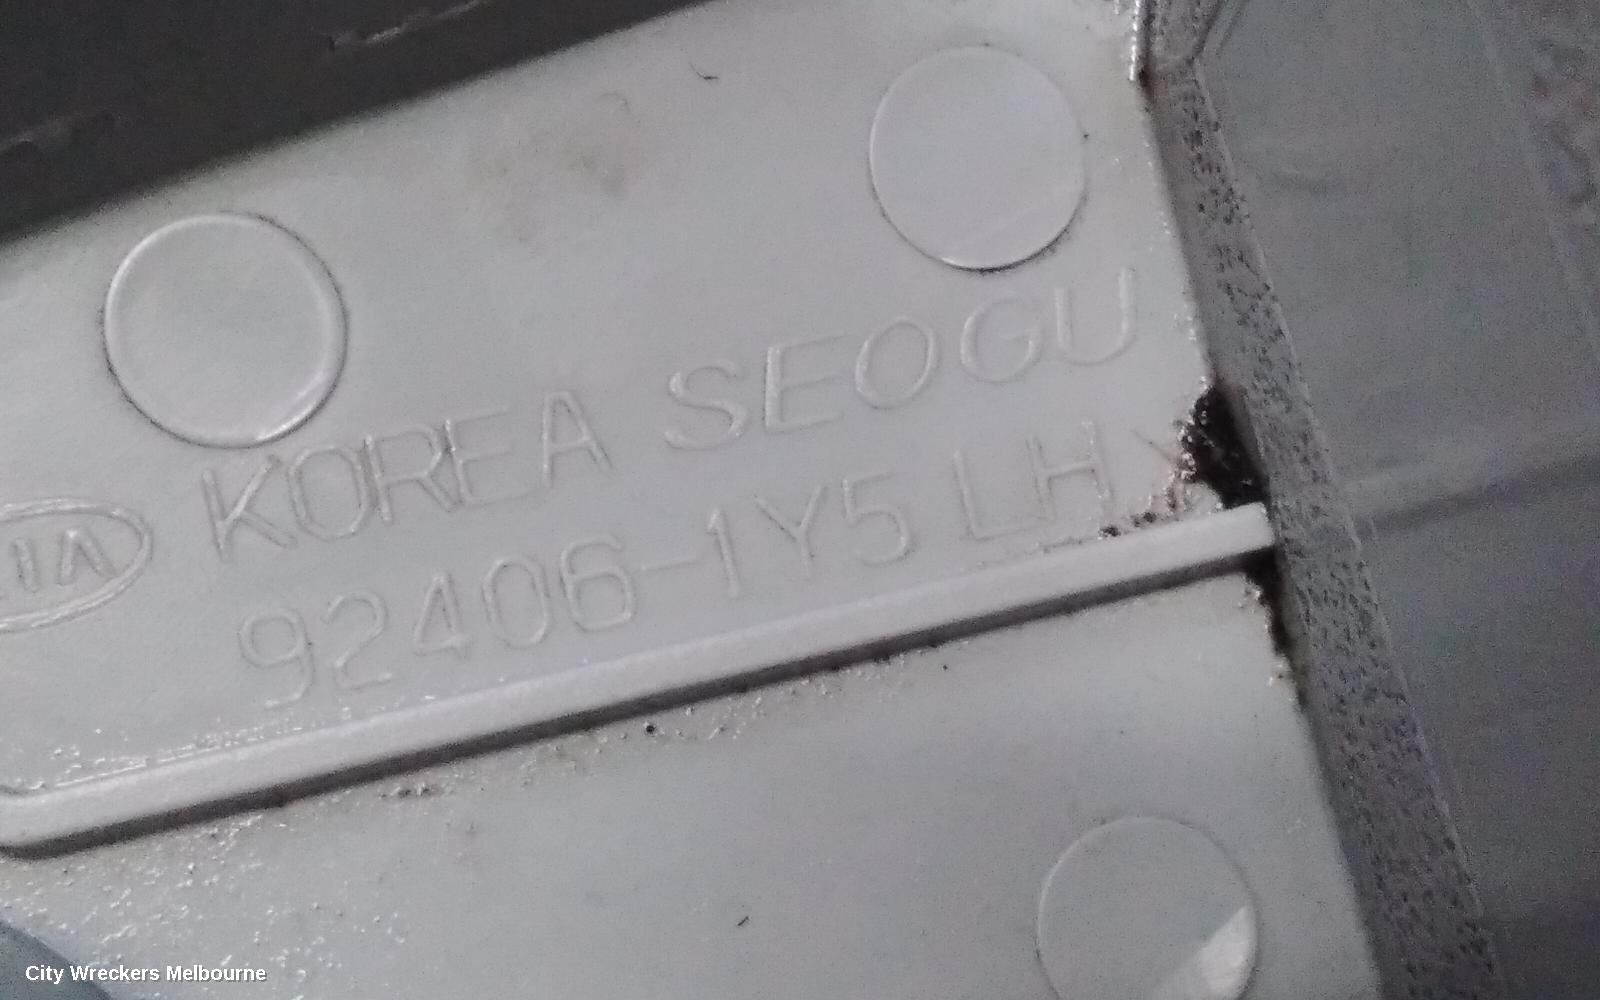 KIA KOREA SEOGU
92406-1Y5 LH
City Wreckers Melbourne